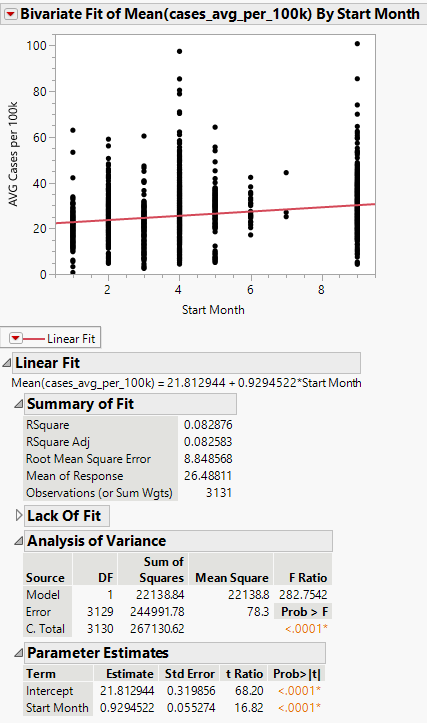 Bivariate Fit of Mean(cases_avg_per_100k) By Start Month
100
80
60
40
20
0
AVG Cases per 100k
2 4 6 8
Start Month
Linear Fit
Linear Fit
Mean(cases_avg_per_100k) = 21.812944 + 0.9294522*Start Month
Summary of Fit
RSquare 0.082876
RSquare Adj 0.082583
Root Mean Square Error 8.848568
Mean of Response 26.48811
Observations (or Sum Wgts) 3131
Lack Of Fit
Analysis of Variance
Sum of
Source DF Squares Mean Square F Ratio
Model 1 22138.84 22138.8 282.7542
Error 3129 244991.78 78.3 Prob > F
C. Total 3130 267130.62 <.0001*
Parameter Estimates
Term Estimate Std Error t Ratio Prob>|t|
Intercept 21.812944 0.319856 68.20 <.0001*
Start Month 0.9294522 0.055274 16.82 <.0001*